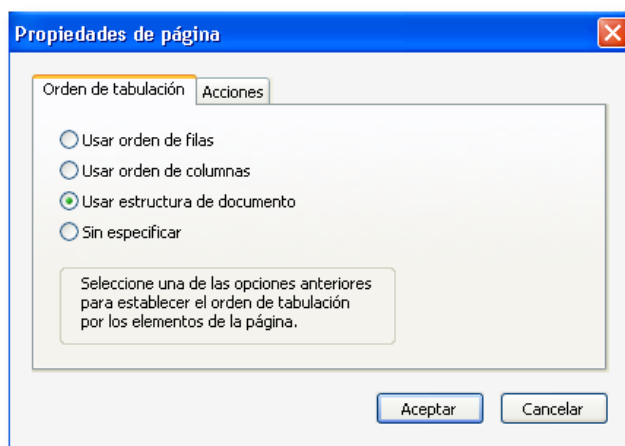 Propiedades de página
Orden de tabulación
Acciones
Usar orden de filas
Usar orden de columnas
Usar estructura de documento
Sin especificar
Seleccione una de las opciones anteriores
para establecer el orden de tabulación
por los elementos de la página.
Aceptar
Cancelar